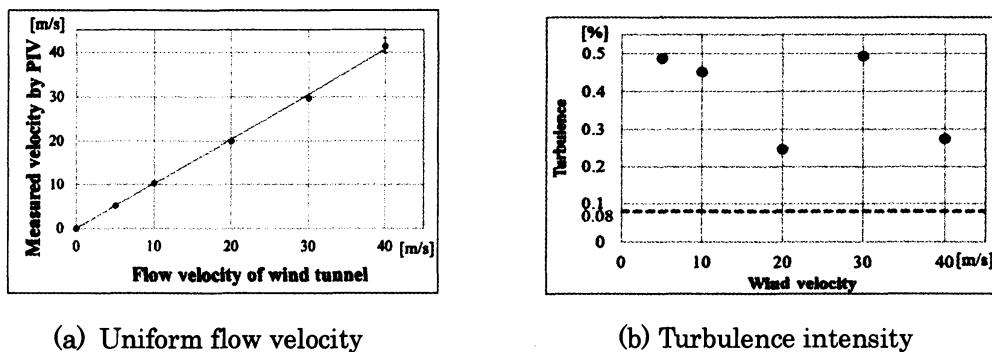 [m/s]
40
30
20
10
0
Measured velocity by PIV
0 10 20 30 40 [m/s]
Flow velocity of wind tunnel
(a) Uniform flow velocity
[%]
0.5
0.4
0.3
0.2
0.1
0.08
0
Turbulence
0 10 20 30 40 [m/s]
Wind velocity
(b) Turbulence intensity